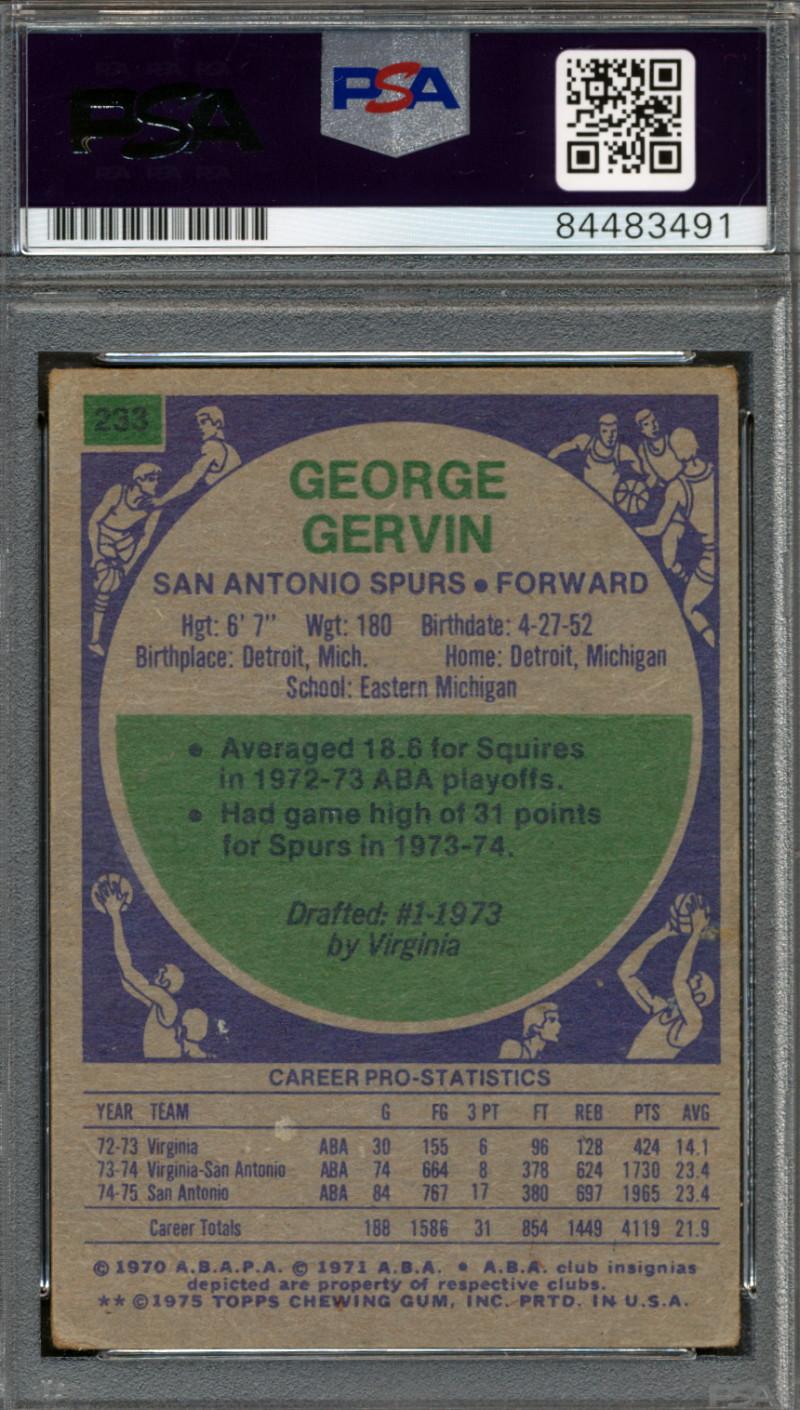 PSA
PSA
84483491
233
GEORGE
GERVIN
SAN ANTONIO SPURS • FORWARD
Hgt: 6' 7" Wgt: 180 Birthdate: 4-27-52
Birthplace: Detroit, Mich. Home: Detroit, Michigan
School: Eastern Michigan
• Averaged 18.6 for Squires
in 1972-73 ABA playoffs.
• Had game high of 31 points
for Spurs in 1973-74.
Drafted: #1-1973
by Virginia
CAREER PRO-STATISTICS
YEAR TEAM G FG 3 PT FT REB PTS AVG
72-73 Virginia ABA 30 155 6 96 128 424 14.1
73-74 Virginia-San Antonio ABA 74 664 8 378 624 1730 23.4
74-75 San Antonio ABA 84 767 17 380 697 1965 23.4
Career Totals 188 1586 31 854 1449 4119 21.9
© 1970 A.B.A.P.A. © 1971 A.B.A. • A.B.A. club insignias
depicted are property of respective clubs.
** © 1975 TOPPS CHEWING GUM, INC. PRTD. IN U.S.A.
PSA